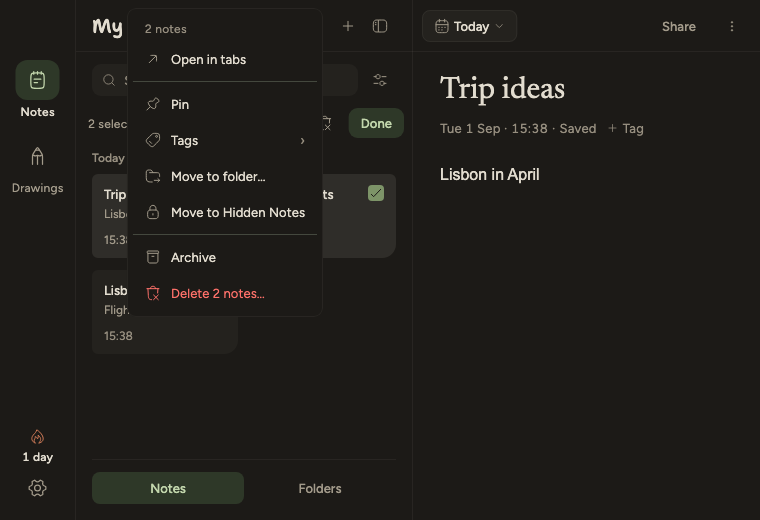 My
2 notes
Open in tabs
Pin
Tags
Move to folder...
Move to Hidden Notes
Archive
Delete 2 notes...
Notes
Drawings
1 day
2 selec
Done
Today
Trip
ts
Lisb
15:38
Lisb
Fligh
15:38
Notes
Folders
Today
Share
Trip ideas
Tue 1 Sep · 15:38 · Saved + Tag
Lisbon in April